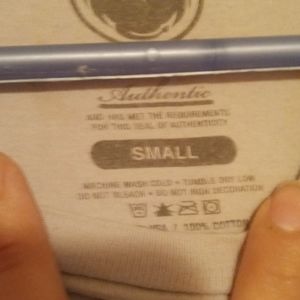 Authentic
AND HAS MET THE REQUIREMENTS
FOR THIS SEAL OF AUTHENTICITY
SMALL
MACHINE WASH COLD • TUMBLE DRY LOW
DO NOT BLEACH • DO NOT IRON DECORATION
USA / 100% COTTON